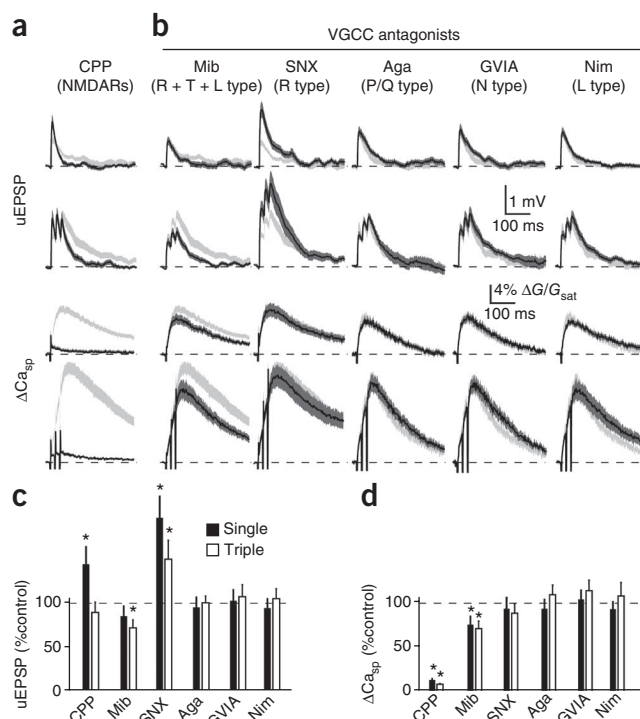 a
b
VGCC antagonists
CPP
(NMDARs)
Mib
(R + T + L type)
SNX
(R type)
Aga
(P/Q type)
GVIA
(N type)
Nim
(L type)
uEPSP
1 mV
100 ms
4% ΔG/Gsat
100 ms
ΔCasp
c
d
* * * * Single
Triple
uEPSP (%control)
100
50
0
CPP Mib SNX Aga GVIA Nim
ΔCasp (%control)
100
50
0
* * * *
CPP Mib SNX Aga GVIA Nim